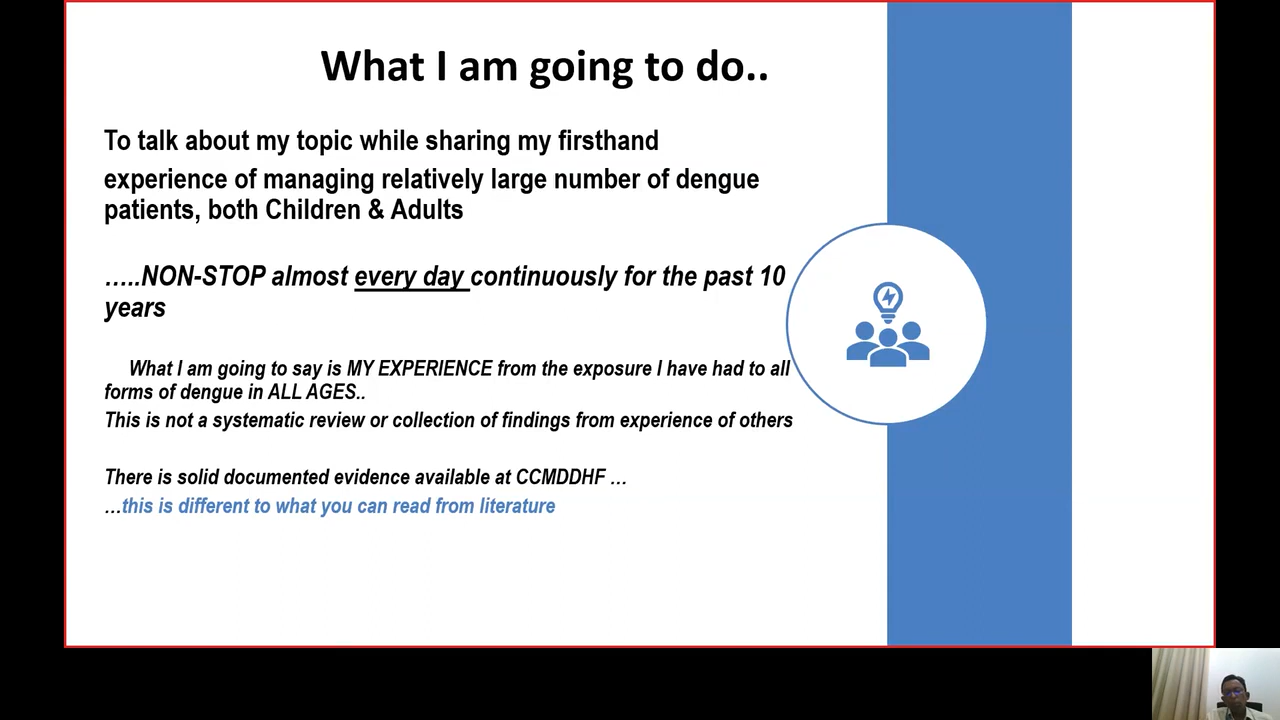 What I am going to do..
To talk about my topic while sharing my firsthand
experience of managing relatively large number of dengue
patients, both Children & Adults
…..NON-STOP almost every day continuously for the past 10
years
What I am going to say is MY EXPERIENCE from the exposure I have had to all
forms of dengue in ALL AGES..
This is not a systematic review or collection of findings from experience of others
There is solid documented evidence available at CCMDDHF …
…this is different to what you can read from literature